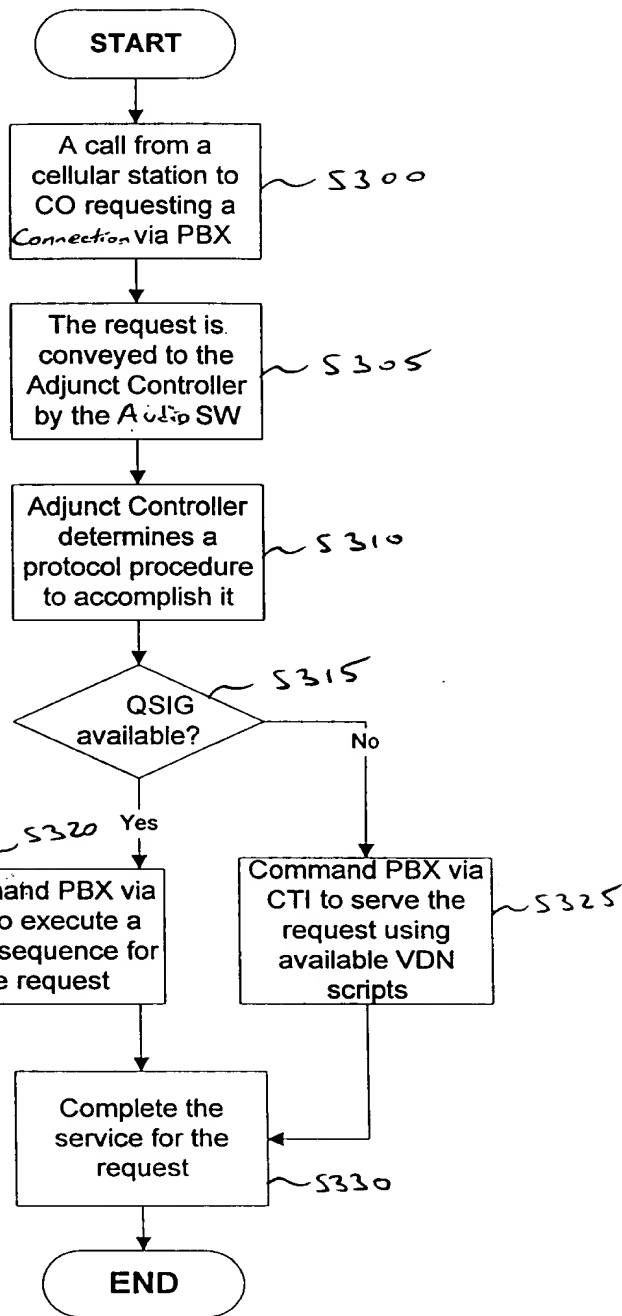 START
A call from a
cellular station to
CO requesting a
Connection via PBX
S300
The request is
conveyed to the
Adjunct Controller
by the Audio SW
S305
Adjunct Controller
determines a
protocol procedure
to accomplish it
S310
QSIG
available?
S315
No
Yes
S320
and PBX via
o execute a
sequence for
e request
Command PBX via
CTI to serve the
request using
available VDN
scripts
S325
Complete the
service for the
request
S330
END